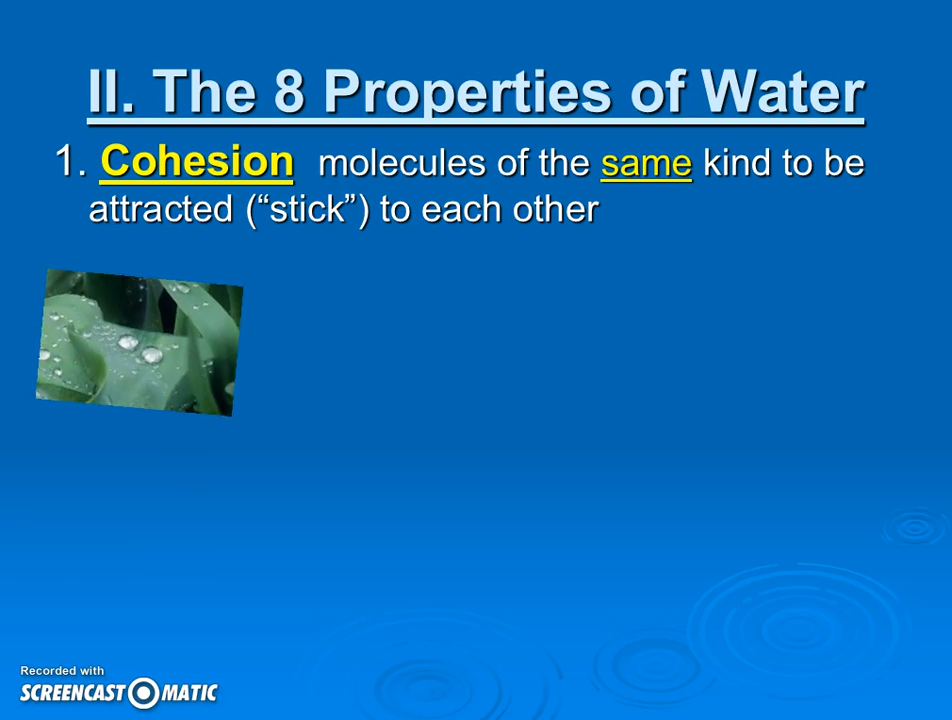 II. The 8 Properties of Water
1. Cohesion molecules of the same kind to be
attracted (“stick”) to each other
Recorded with
SCREENCAST-O-MATIC